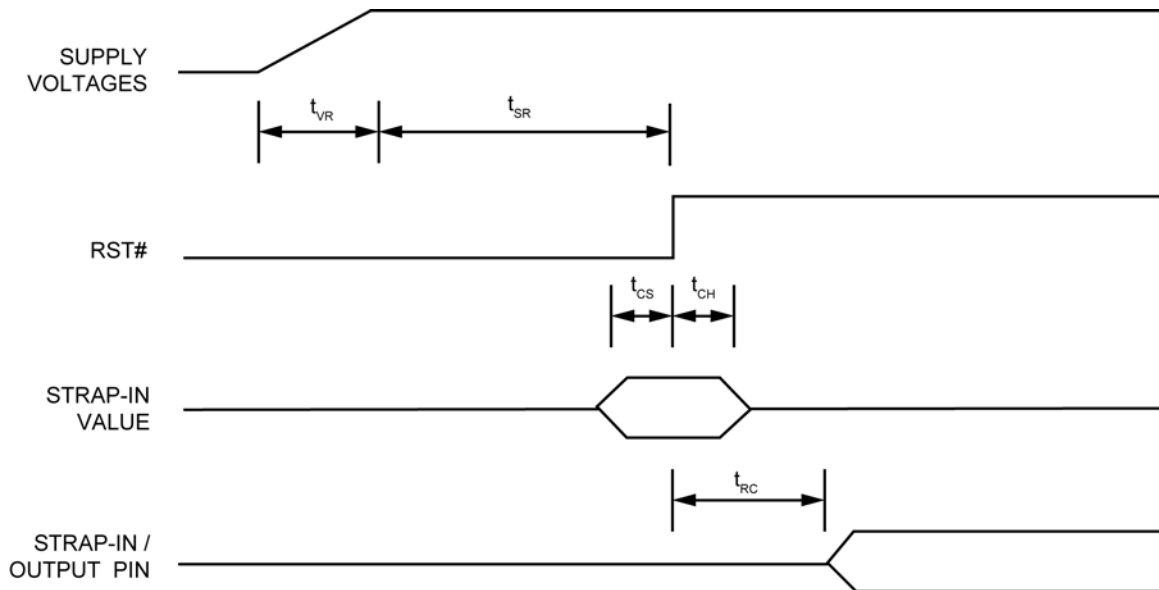 SUPPLY
VOLTAGES
tVR
tSR
RST#
tCS
tCH
STRAP-IN
VALUE
tRC
STRAP-IN /
OUTPUT PIN